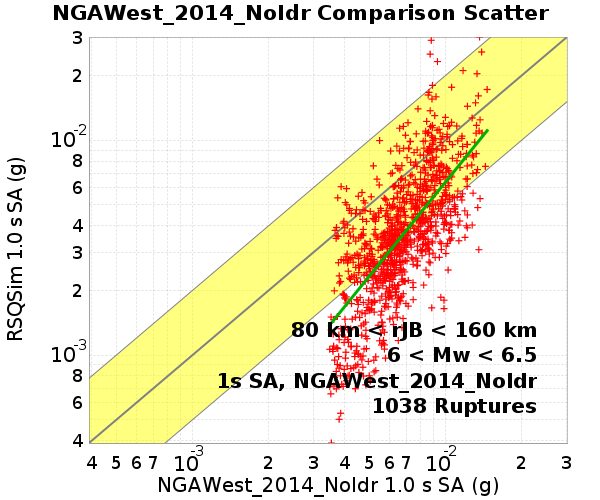 NGAWest_2014_NoIdr Comparison Scatter
RSQSim 1.0 s SA (g)
3
2
10-2
8
6
4
3
2
10-3
8
6
4
80 km < rJB < 160 km
6 < Mw < 6.5
1s SA, NGAWest_2014_NoIdr
1038 Ruptures
4 5 6 7 10-3 2 3 4 5 6 7 10-2 2 3
NGAWest_2014_NoIdr 1.0 s SA (g)